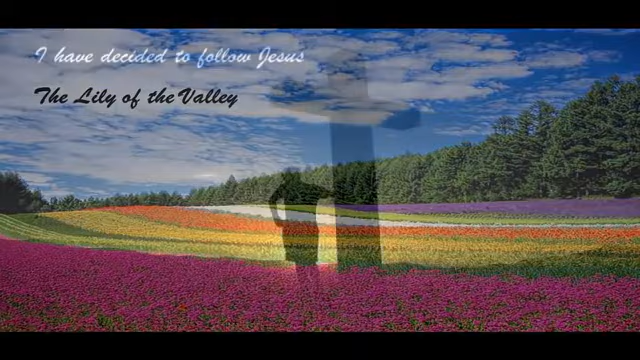 I have decided to follow Jesus
The Lily of the Valley